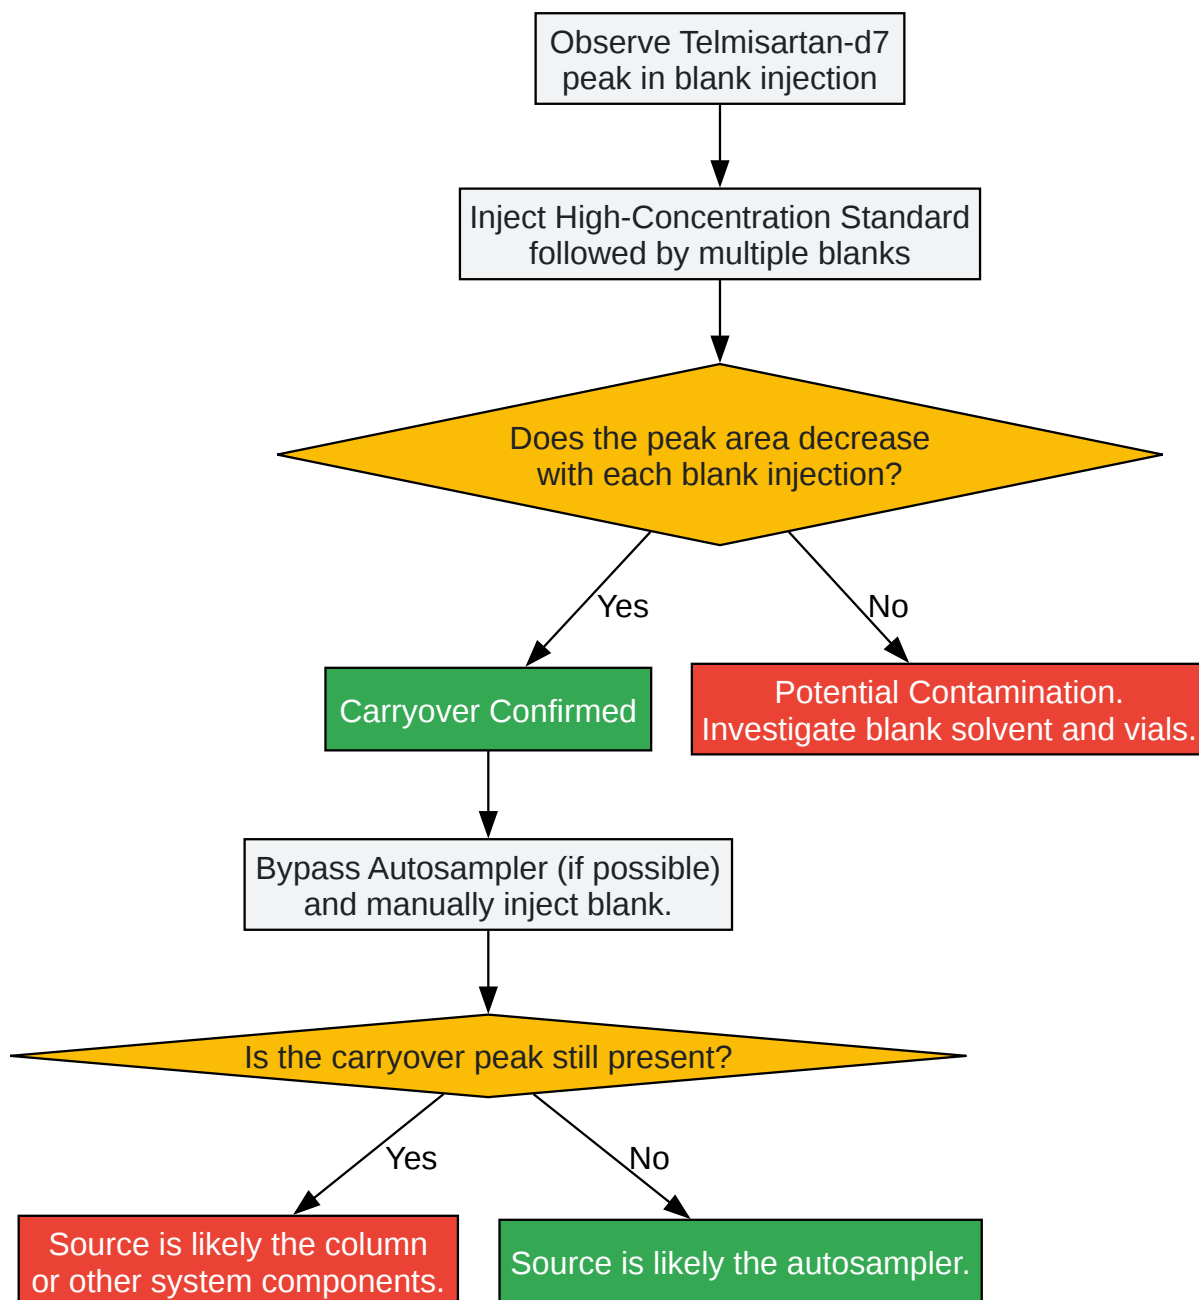 Observe Telmisartan-d7
peak in blank injection
Inject High-Concentration Standard
followed by multiple blanks
Does the peak area decrease
with each blank injection?
Yes
No
Carryover Confirmed
Potential Contamination.
Investigate blank solvent and vials.
Bypass Autosampler (if possible)
and manually inject blank.
Is the carryover peak still present?
Yes
No
Source is likely the column
or other system components.
Source is likely the autosampler.